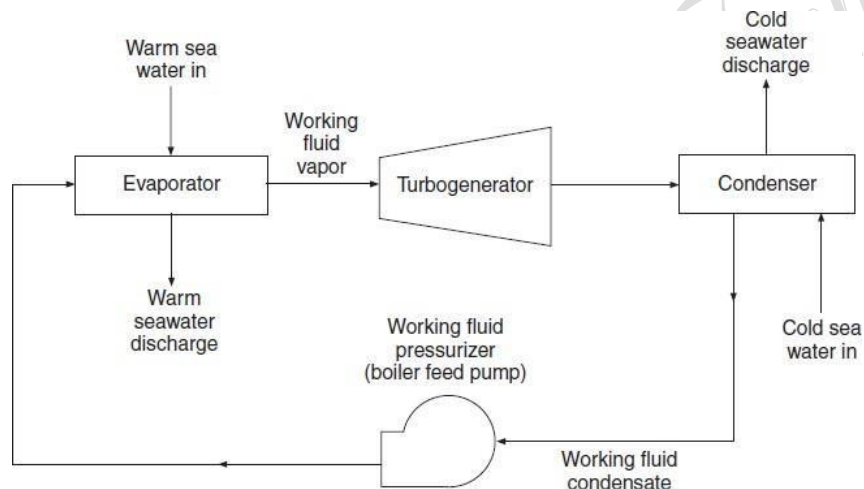 Warm sea
water in
Working
fluid
vapor
Cold
seawater
discharge
Evaporator
Turbogenerator
Condenser
Warm
seawater
discharge
Working fluid
pressurizer
(boiler feed pump)
Cold sea
water in
Working fluid
condensate